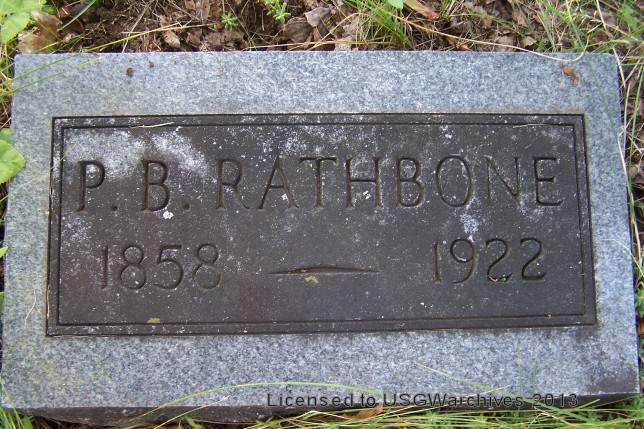 P. B. RATHBONE
1858 — 1922
Licensed to USGWarchives 2013